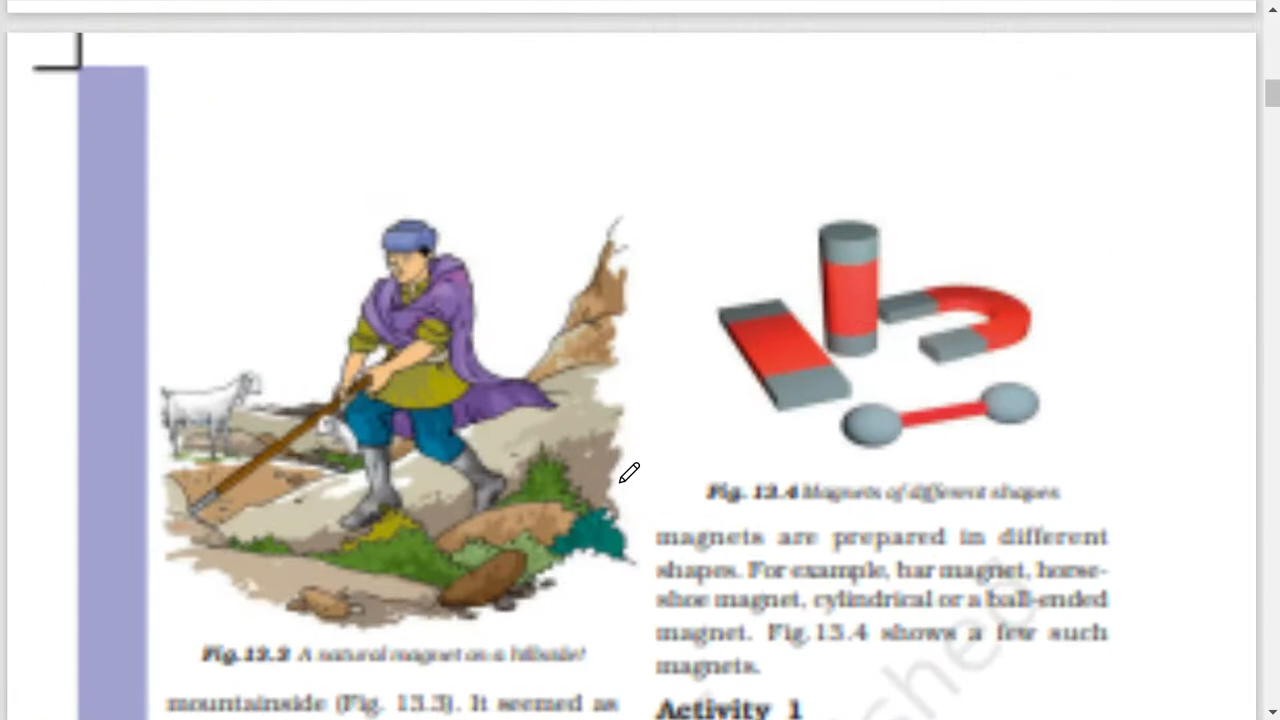 Fig.13.3 A natural magnet on a hillside!
mountainside (Fig. 13.3). It seemed as
Fig. 13.4 Magnets of different shapes
magnets are prepared in different
shapes. For example, bar magnet, horse-
shoe magnet, cylindrical or a ball-ended
magnet. Fig.13.4 shows a few such
magnets.
Activity 1